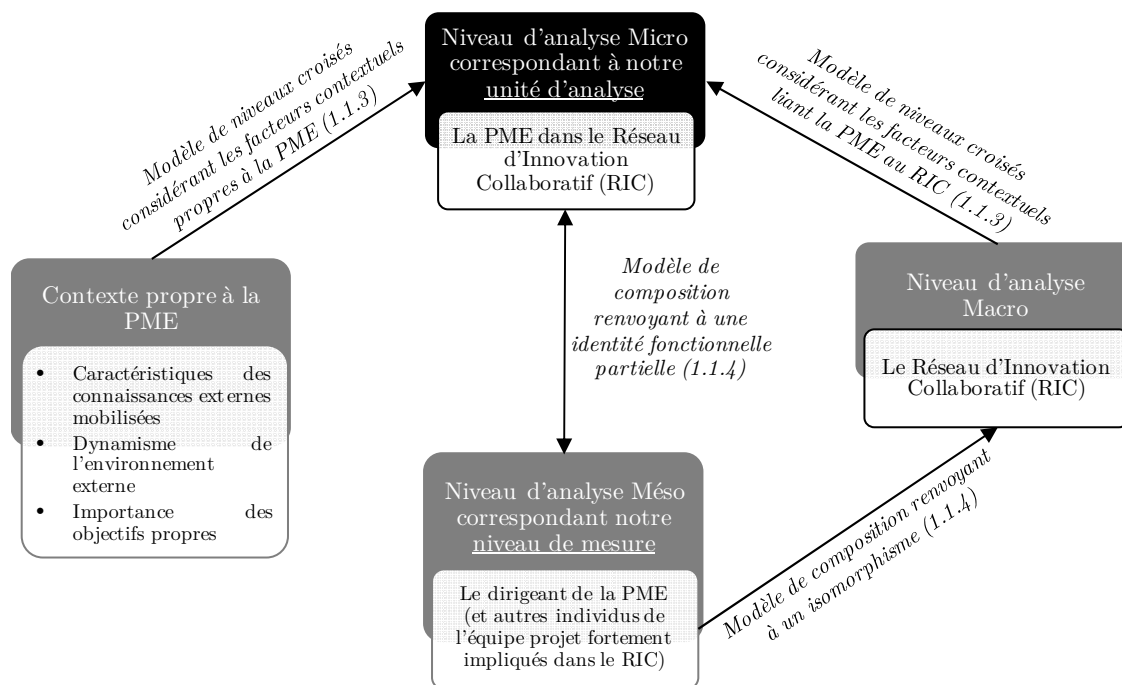 Niveau d'analyse Micro
correspondant à notre
unité d'analyse
La PME dans le Réseau
d'Innovation
Collaboratif (RIC)
Modèle de niveaux croisés
considérant les facteurs contextuels
propres à la PME (1.1.3)
Modèle de niveaux croisés
considérant les facteurs contextuels
liant la PME au RIC (1.1.3)
Contexte propre à la
PME
• Caractéristiques des
connaissances externes
mobilisées
• Dynamisme de
l'environnement
externe
• Importance des
objectifs propres
Modèle de
composition
renvoyant à une
identité fonctionnelle
partielle (1.1.4)
Niveau d'analyse
Macro
Le Réseau d'Innovation
Collaboratif (RIC)
Niveau d'analyse Méso
correspondant notre
niveau de mesure
Le dirigeant de la PME
(et autres individus de
l'équipe projet fortement
impliqués dans le RIC)
Modèle de composition renvoyant
à un isomorphisme (1.1.4)